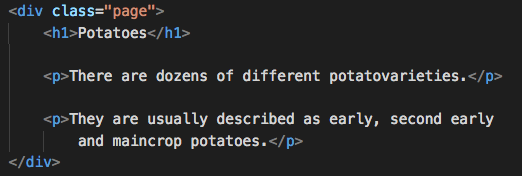 <div class="page">
<h1>Potatoes</h1>
<p>There are dozens of different potatovarieties.</p>
<p>They are usually described as early, second early
and maincrop potatoes.</p>
</div>